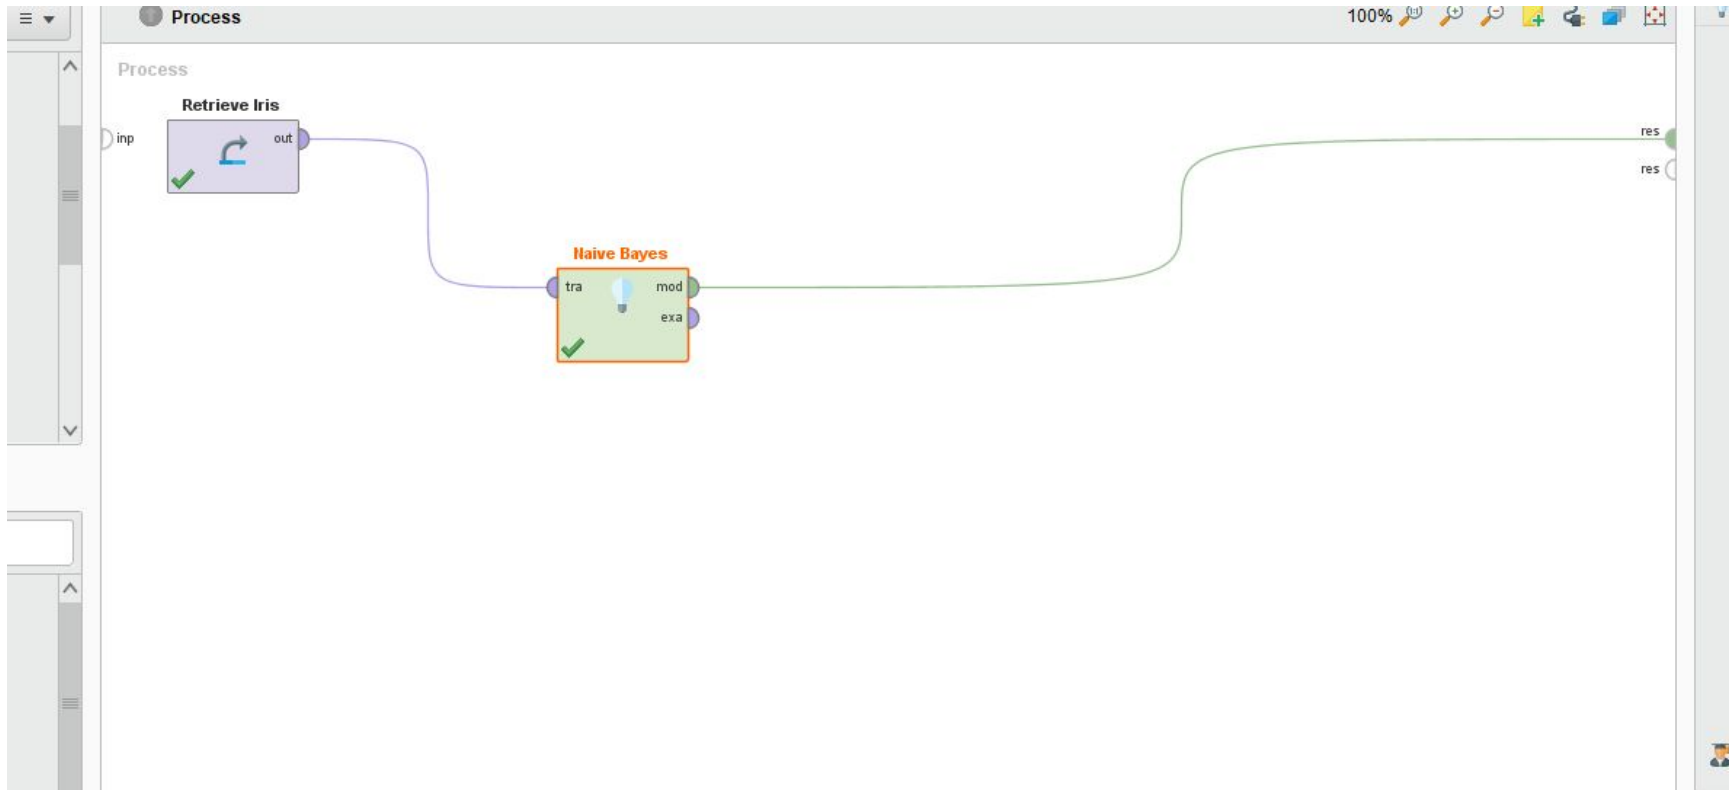 Process
100%
Process
Retrieve Iris
inp
out
res
res
Naive Bayes
tra
mod
exa